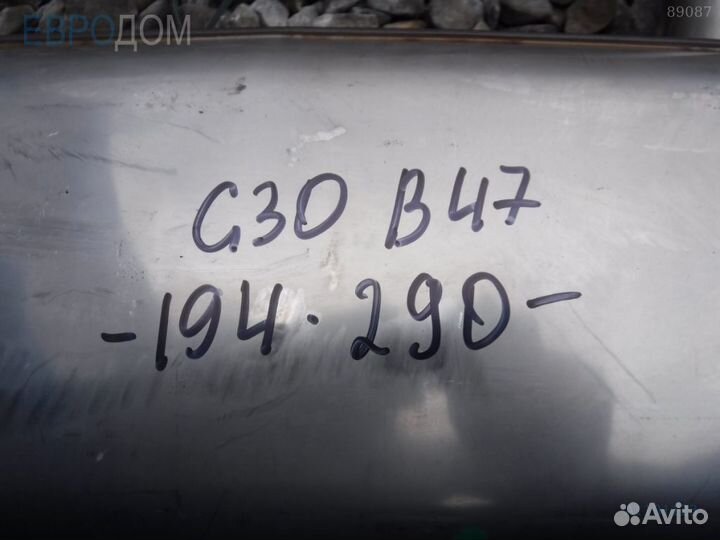 ЕВРОДОМ
89087
G30 B47
-194.290-
Avito